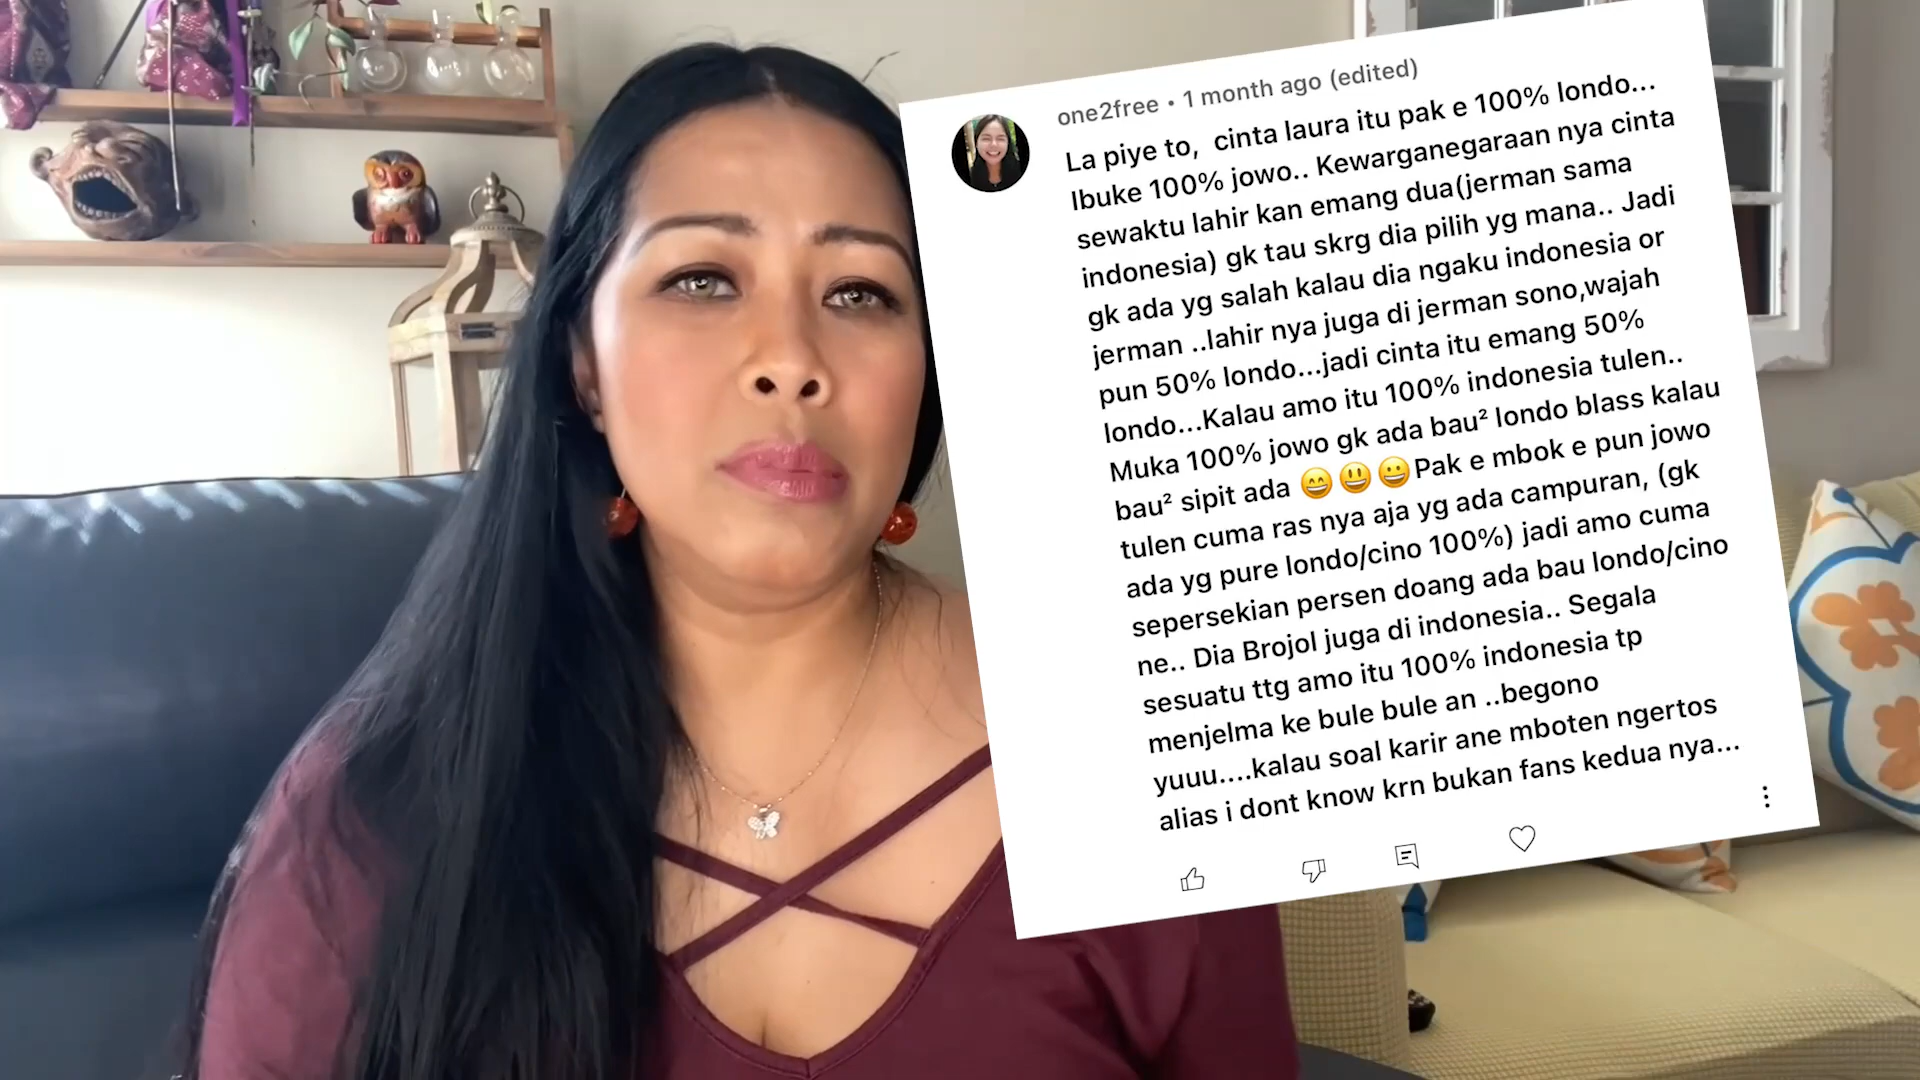 one2free • 1 month ago (edited)
La piye to, cinta laura itu pak e 100% londo...
Ibuke 100% jowo.. Kewarganegaraan nya cinta
sewaktu lahir kan emang dua(jerman sama
indonesia) gk tau skrg dia pilih yg mana.. Jadi
gk ada yg salah kalau dia ngaku indonesia or
jerman ..lahir nya juga di jerman sono,wajah
pun 50% londo...jadi cinta itu emang 50%
londo...Kalau amo itu 100% indonesia tulen..
Muka 100% jowo gk ada bau² londo blass kalau
bau² sipit ada 😄😃😀Pak e mbok e pun jowo
tulen cuma ras nya aja yg ada campuran, (gk
ada yg pure londo/cino 100%) jadi amo cuma
sepersekian persen doang ada bau londo/cino
ne.. Dia Brojol juga di indonesia.. Segala
sesuatu ttg amo itu 100% indonesia tp
menjelma ke bule bule an ..begono
yuuu....kalau soal karir ane mboten ngertos
alias i dont know krn bukan fans kedua nya...